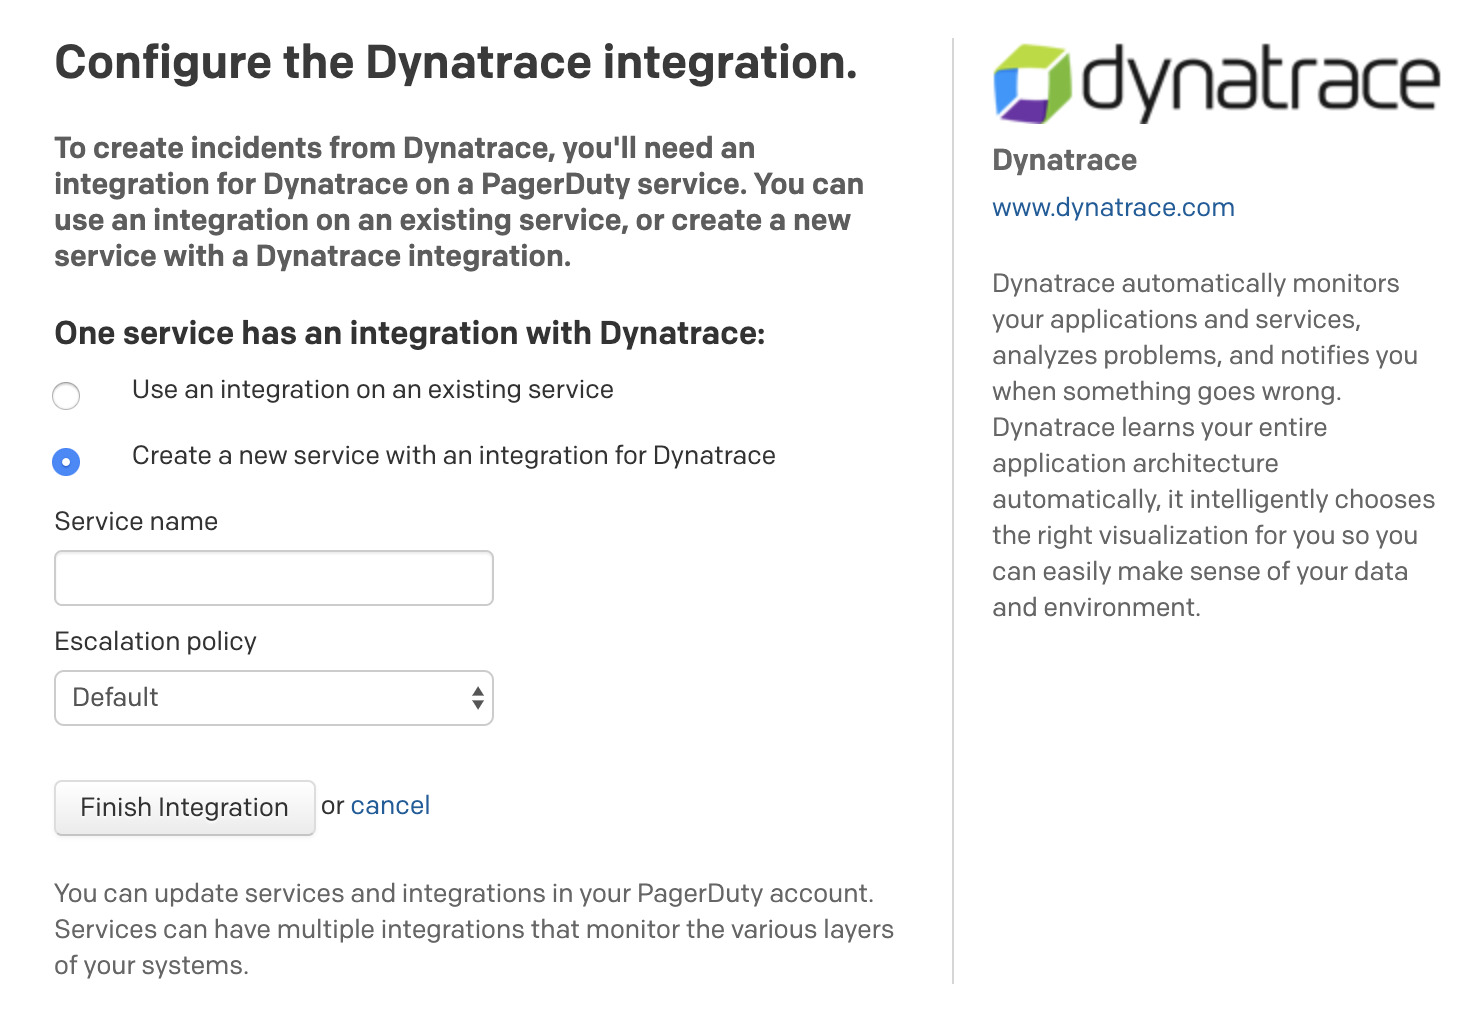 Configure the Dynatrace integration.
To create incidents from Dynatrace, you'll need an
integration for Dynatrace on a PagerDuty service. You can
use an integration on an existing service, or create a new
service with a Dynatrace integration.
One service has an integration with Dynatrace:
Use an integration on an existing service
Create a new service with an integration for Dynatrace
Service name
Escalation policy
Default
Finish Integration or cancel
You can update services and integrations in your PagerDuty account.
Services can have multiple integrations that monitor the various layers
of your systems.
dynatrace
Dynatrace
www.dynatrace.com
Dynatrace automatically monitors
your applications and services,
analyzes problems, and notifies you
when something goes wrong.
Dynatrace learns your entire
application architecture
automatically, it intelligently chooses
the right visualization for you so you
can easily make sense of your data
and environment.